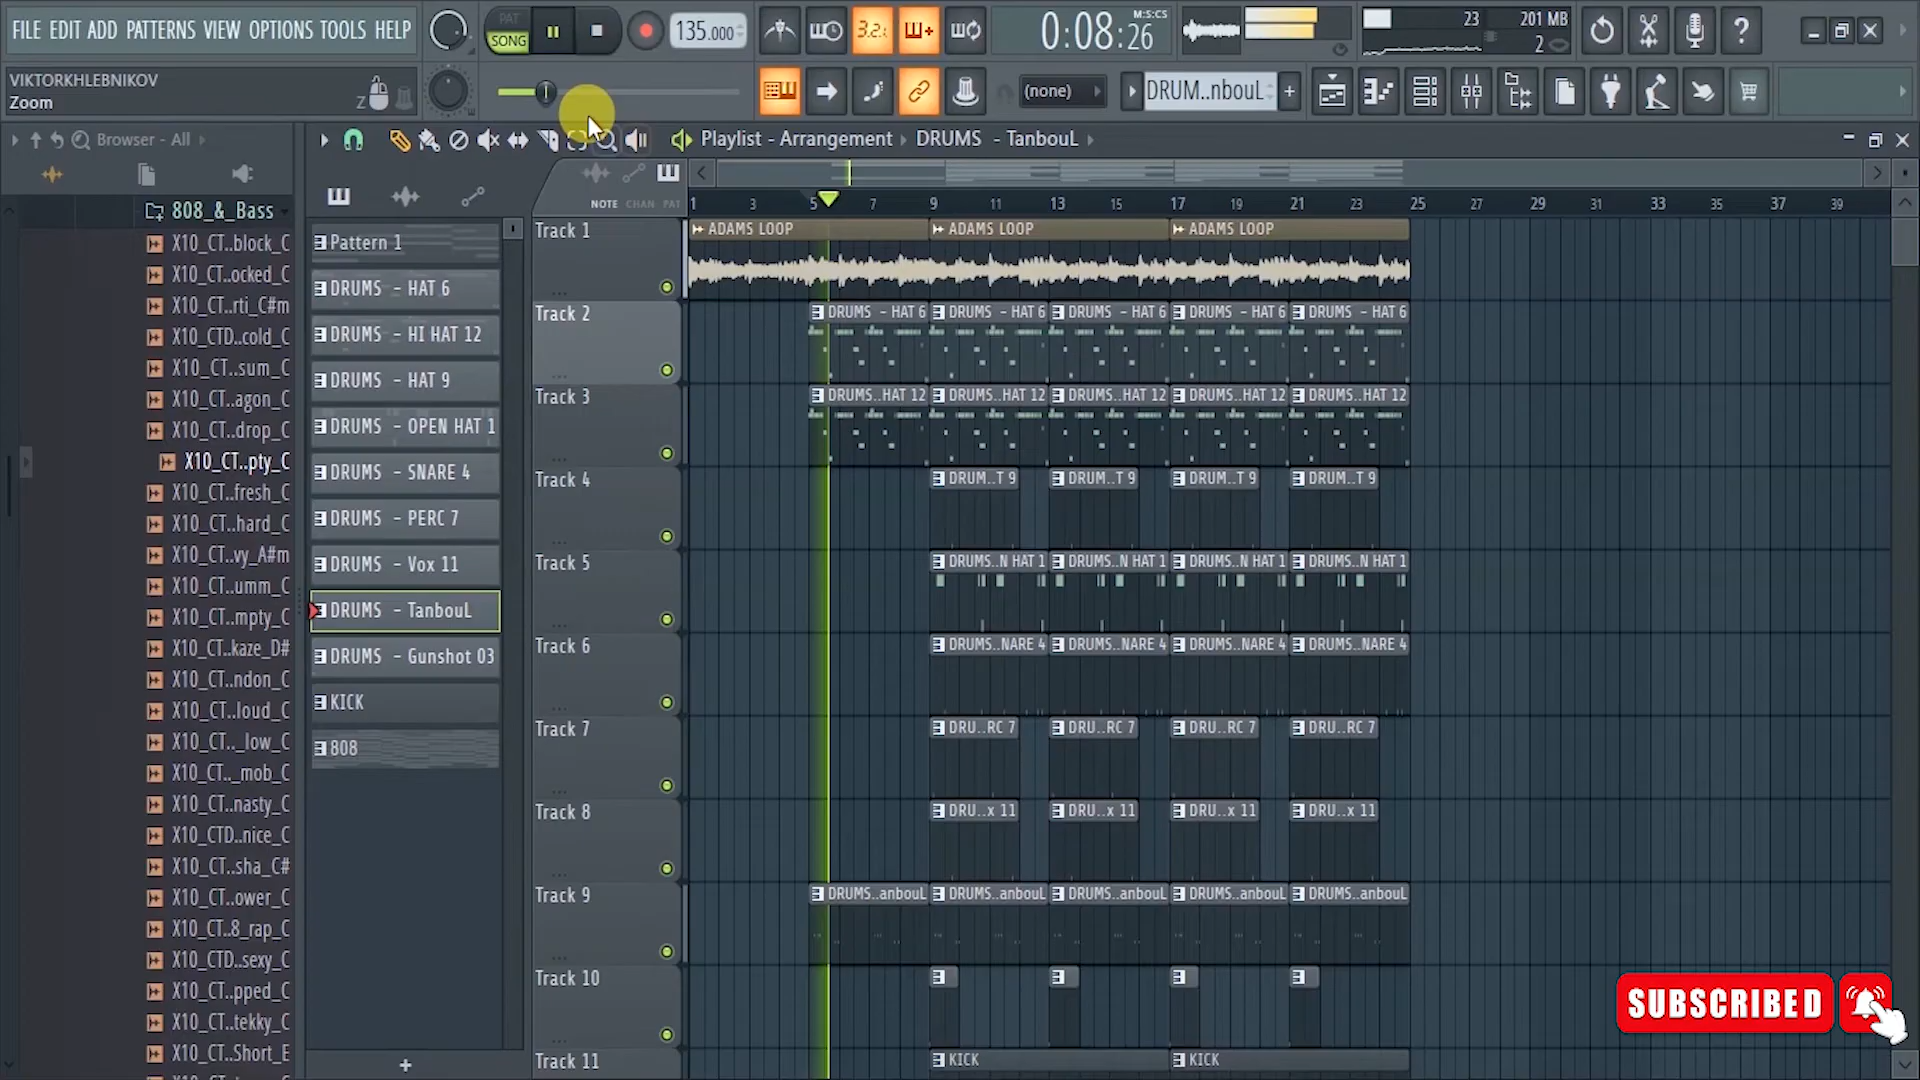 FILE EDIT ADD PATTERNS VIEW OPTIONS TOOLS HELP
PAT
SONG
135.000
3.2.
0:08:26
M:S:CS
23
201 MB
2
VIKTORKHLEBNIKOV
Zoom
(none)
DRUM..nbouL
Browser - All
Playlist - Arrangement › DRUMS - TanbouL
NOTE CHAN PAT
1 3 5 7 9 11 13 15 17 19 21 23 25 27 29 31 33 35 37 39
808_&_Bass
X10_CT..block_C
X10_CT..ocked_C
X10_CT..rti_C#m
X10_CTD..cold_C
X10_CT..sum_C
X10_CT..agon_C
X10_CT..drop_C
X10_CT..pty_C
X10_CT..fresh_C
X10_CT..hard_C
X10_CT..vy_A#m
X10_CT..umm_C
X10_CT..mpty_C
X10_CT..kaze_D#
X10_CT..ndon_C
X10_CT..loud_C
X10_CT.._low_C
X10_CT.._mob_C
X10_CT..nasty_C
X10_CTD..nice_C
X10_CT..sha_C#
X10_CT..ower_C
X10_CT..8_rap_C
X10_CTD..sexy_C
X10_CT..pped_C
X10_CT..tekky_C
X10_CT..Short_E
Pattern 1
DRUMS - HAT 6
DRUMS - HI HAT 12
DRUMS - HAT 9
DRUMS - OPEN HAT 1
DRUMS - SNARE 4
DRUMS - PERC 7
DRUMS - Vox 11
DRUMS - TanbouL
DRUMS - Gunshot 03
KICK
808
Track 1
ADAMS LOOP ADAMS LOOP ADAMS LOOP
Track 2
DRUMS - HAT 6 DRUMS - HAT 6 DRUMS - HAT 6 DRUMS - HAT 6 DRUMS - HAT 6
Track 3
DRUMS..HAT 12 DRUMS..HAT 12 DRUMS..HAT 12 DRUMS..HAT 12 DRUMS..HAT 12
Track 4
DRUM..T 9 DRUM..T 9 DRUM..T 9 DRUM..T 9
Track 5
DRUMS..N HAT 1 DRUMS..N HAT 1 DRUMS..N HAT 1 DRUMS..N HAT 1
Track 6
DRUMS..NARE 4 DRUMS..NARE 4 DRUMS..NARE 4 DRUMS..NARE 4
Track 7
DRU..RC 7 DRU..RC 7 DRU..RC 7 DRU..RC 7
Track 8
DRU..x 11 DRU..x 11 DRU..x 11 DRU..x 11
Track 9
DRUMS..anbouL DRUMS..anbouL DRUMS..anbouL DRUMS..anbouL DRUMS..anbouL
Track 10
Track 11
KICK KICK
SUBSCRIBED